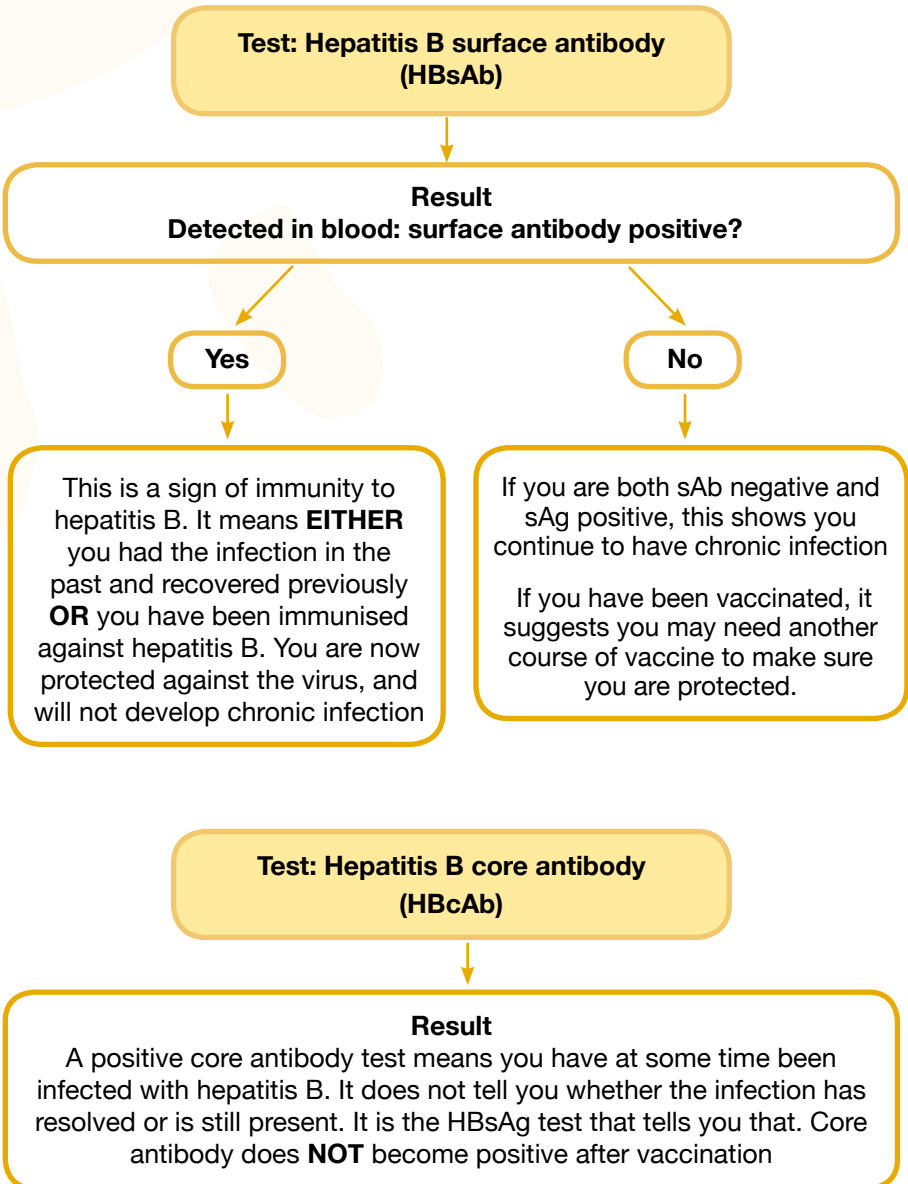 Test: Hepatitis B surface antibody
(HBsAb)
Result
Detected in blood: surface antibody positive?
Yes
No
This is a sign of immunity to
hepatitis B. It means EITHER
you had the infection in the
past and recovered previously
OR you have been immunised
against hepatitis B. You are now
protected against the virus, and
will not develop chronic infection
If you are both sAb negative and
sAg positive, this shows you
continue to have chronic infection
If you have been vaccinated, it
suggests you may need another
course of vaccine to make sure
you are protected.
Test: Hepatitis B core antibody
(HBcAb)
Result
A positive core antibody test means you have at some time been
infected with hepatitis B. It does not tell you whether the infection has
resolved or is still present. It is the HBsAg test that tells you that. Core
antibody does NOT become positive after vaccination